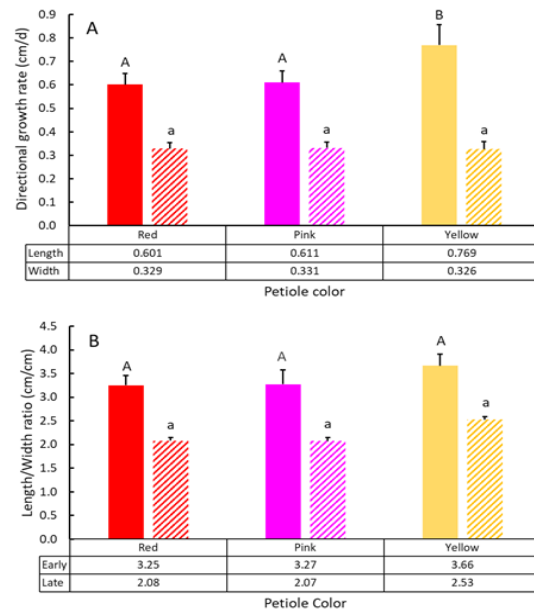 A
Directional growth rate (cm/d)
0.9
0.8
0.7
0.6
0.5
0.4
0.3
0.2
0.1
0.0
A a A a B a
Red Pink Yellow
Length 0.601 0.611 0.769
Width 0.329 0.331 0.326
Petiole color
B
Length/Width ratio (cm/cm)
4.5
4.0
3.5
3.0
2.5
2.0
1.5
1.0
0.5
0.0
A a A a A a
Red Pink Yellow
Early 3.25 3.27 3.66
Late 2.08 2.07 2.53
Petiole Color